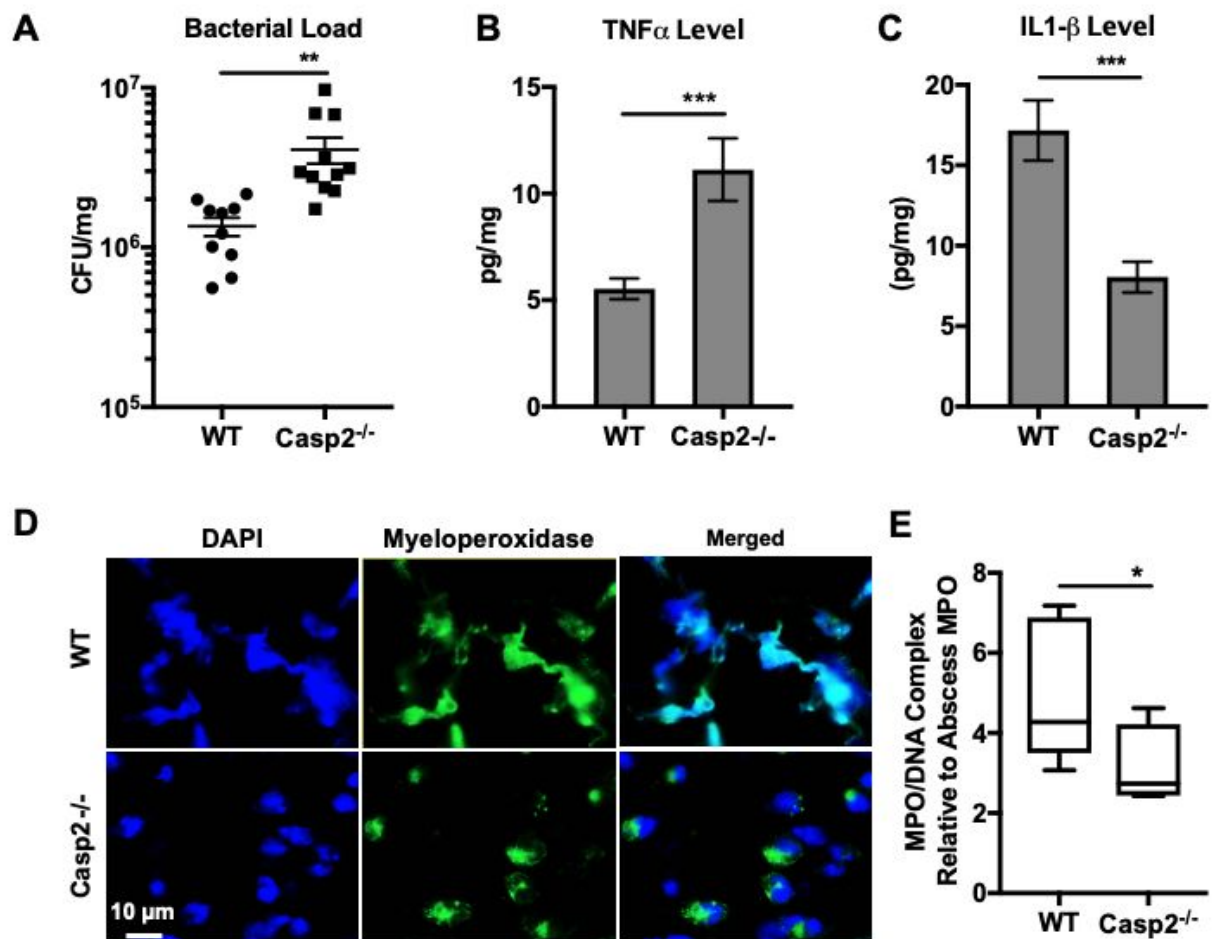 A
Bacterial Load
**
CFU/mg
10⁷
10⁶
10⁵
WT
Casp2⁻/⁻
B
TNFα Level
***
pg/mg
15
10
5
0
WT
Casp2-/-
C
IL1-β Level
***
(pg/mg)
20
15
10
5
0
WT
Casp2⁻/⁻
D
DAPI
Myeloperoxidase
Merged
WT
Casp2-/-
10 µm
E
*
MPO/DNA Complex
Relative to Abscess MPO
8
6
4
2
0
WT
Casp2⁻/⁻